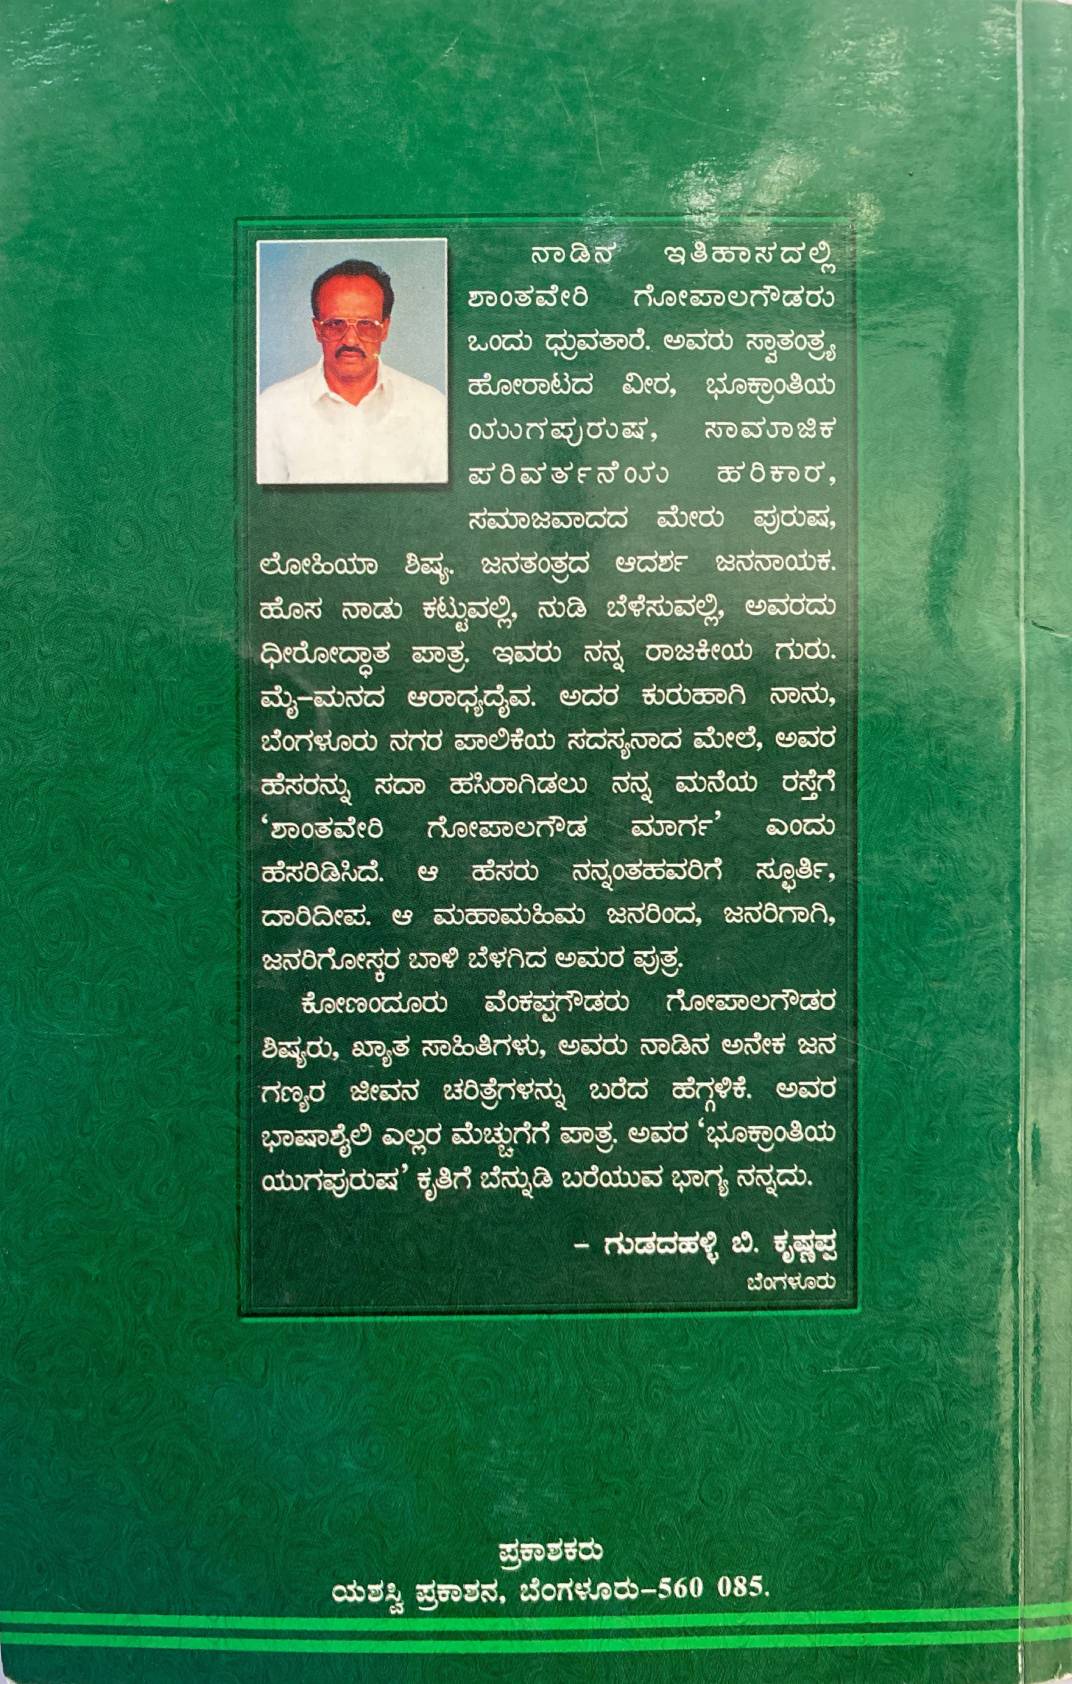 ನಾಡಿನ ಇತಿಹಾಸದಲ್ಲಿ
ಶಾಂತವೇರಿ ಗೋಪಾಲಗೌಡರು
ಒಂದು ಧ್ರುವತಾರೆ. ಅವರು ಸ್ವಾತಂತ್ರ್ಯ
ಹೋರಾಟದ ವೀರ, ಭೂಕ್ರಾಂತಿಯ
ಯುಗಪುರುಷ, ಸಾಮಾಜಿಕ
ಪರಿವರ್ತನೆಯ ಹರಿಕಾರ,
ಸಮಾಜವಾದದ ಮೇರು ಪುರುಷ,
ಲೋಹಿಯಾ ಶಿಷ್ಯ. ಜನತಂತ್ರದ ಆದರ್ಶ ಜನನಾಯಕ.
ಹೊಸ ನಾಡು ಕಟ್ಟುವಲ್ಲಿ, ನುಡಿ ಬೆಳೆಸುವಲ್ಲಿ, ಅವರದು
ಧೀರೋದ್ಧಾತ ಪಾತ್ರ. ಇವರು ನನ್ನ ರಾಜಕೀಯ ಗುರು.
ಮೈ-ಮನದ ಆರಾಧ್ಯದೈವ. ಅದರ ಕುರುಹಾಗಿ ನಾನು,
ಬೆಂಗಳೂರು ನಗರ ಪಾಲಿಕೆಯ ಸದಸ್ಯನಾದ ಮೇಲೆ, ಅವರ
ಹೆಸರನ್ನು ಸದಾ ಹಸಿರಾಗಿಡಲು ನನ್ನ ಮನೆಯ ರಸ್ತೆಗೆ
‘ಶಾಂತವೇರಿ ಗೋಪಾಲಗೌಡ ಮಾರ್ಗ’ ಎಂದು
ಹೆಸರಿಡಿಸಿದೆ. ಆ ಹೆಸರು ನನ್ನಂತಹವರಿಗೆ ಸ್ಫೂರ್ತಿ,
ದಾರಿದೀಪ. ಆ ಮಹಾಮಹಿಮ ಜನರಿಂದ, ಜನರಿಗಾಗಿ,
ಜನರಿಗೋಸ್ಕರ ಬಾಳಿ ಬೆಳಗಿದ ಅಮರ ಪುತ್ರ.
ಕೋಣಂದೂರು ವೆಂಕಪ್ಪಗೌಡರು ಗೋಪಾಲಗೌಡರ
ಶಿಷ್ಯರು, ಖ್ಯಾತ ಸಾಹಿತಿಗಳು, ಅವರು ನಾಡಿನ ಅನೇಕ ಜನ
ಗಣ್ಯರ ಜೀವನ ಚರಿತ್ರೆಗಳನ್ನು ಬರೆದ ಹೆಗ್ಗಳಿಕೆ. ಅವರ
ಭಾಷಾಶೈಲಿ ಎಲ್ಲರ ಮೆಚ್ಚುಗೆಗೆ ಪಾತ್ರ. ಅವರ ‘ಭೂಕ್ರಾಂತಿಯ
ಯುಗಪುರುಷ’ ಕೃತಿಗೆ ಬೆನ್ನುಡಿ ಬರೆಯುವ ಭಾಗ್ಯ ನನ್ನದು.
– ಗುಡದಹಳ್ಳಿ ಬಿ. ಕೃಷ್ಣಪ್ಪ
ಬೆಂಗಳೂರು
ಪ್ರಕಾಶಕರು
ಯಶಸ್ವಿ ಪ್ರಕಾಶನ, ಬೆಂಗಳೂರು-560 085.